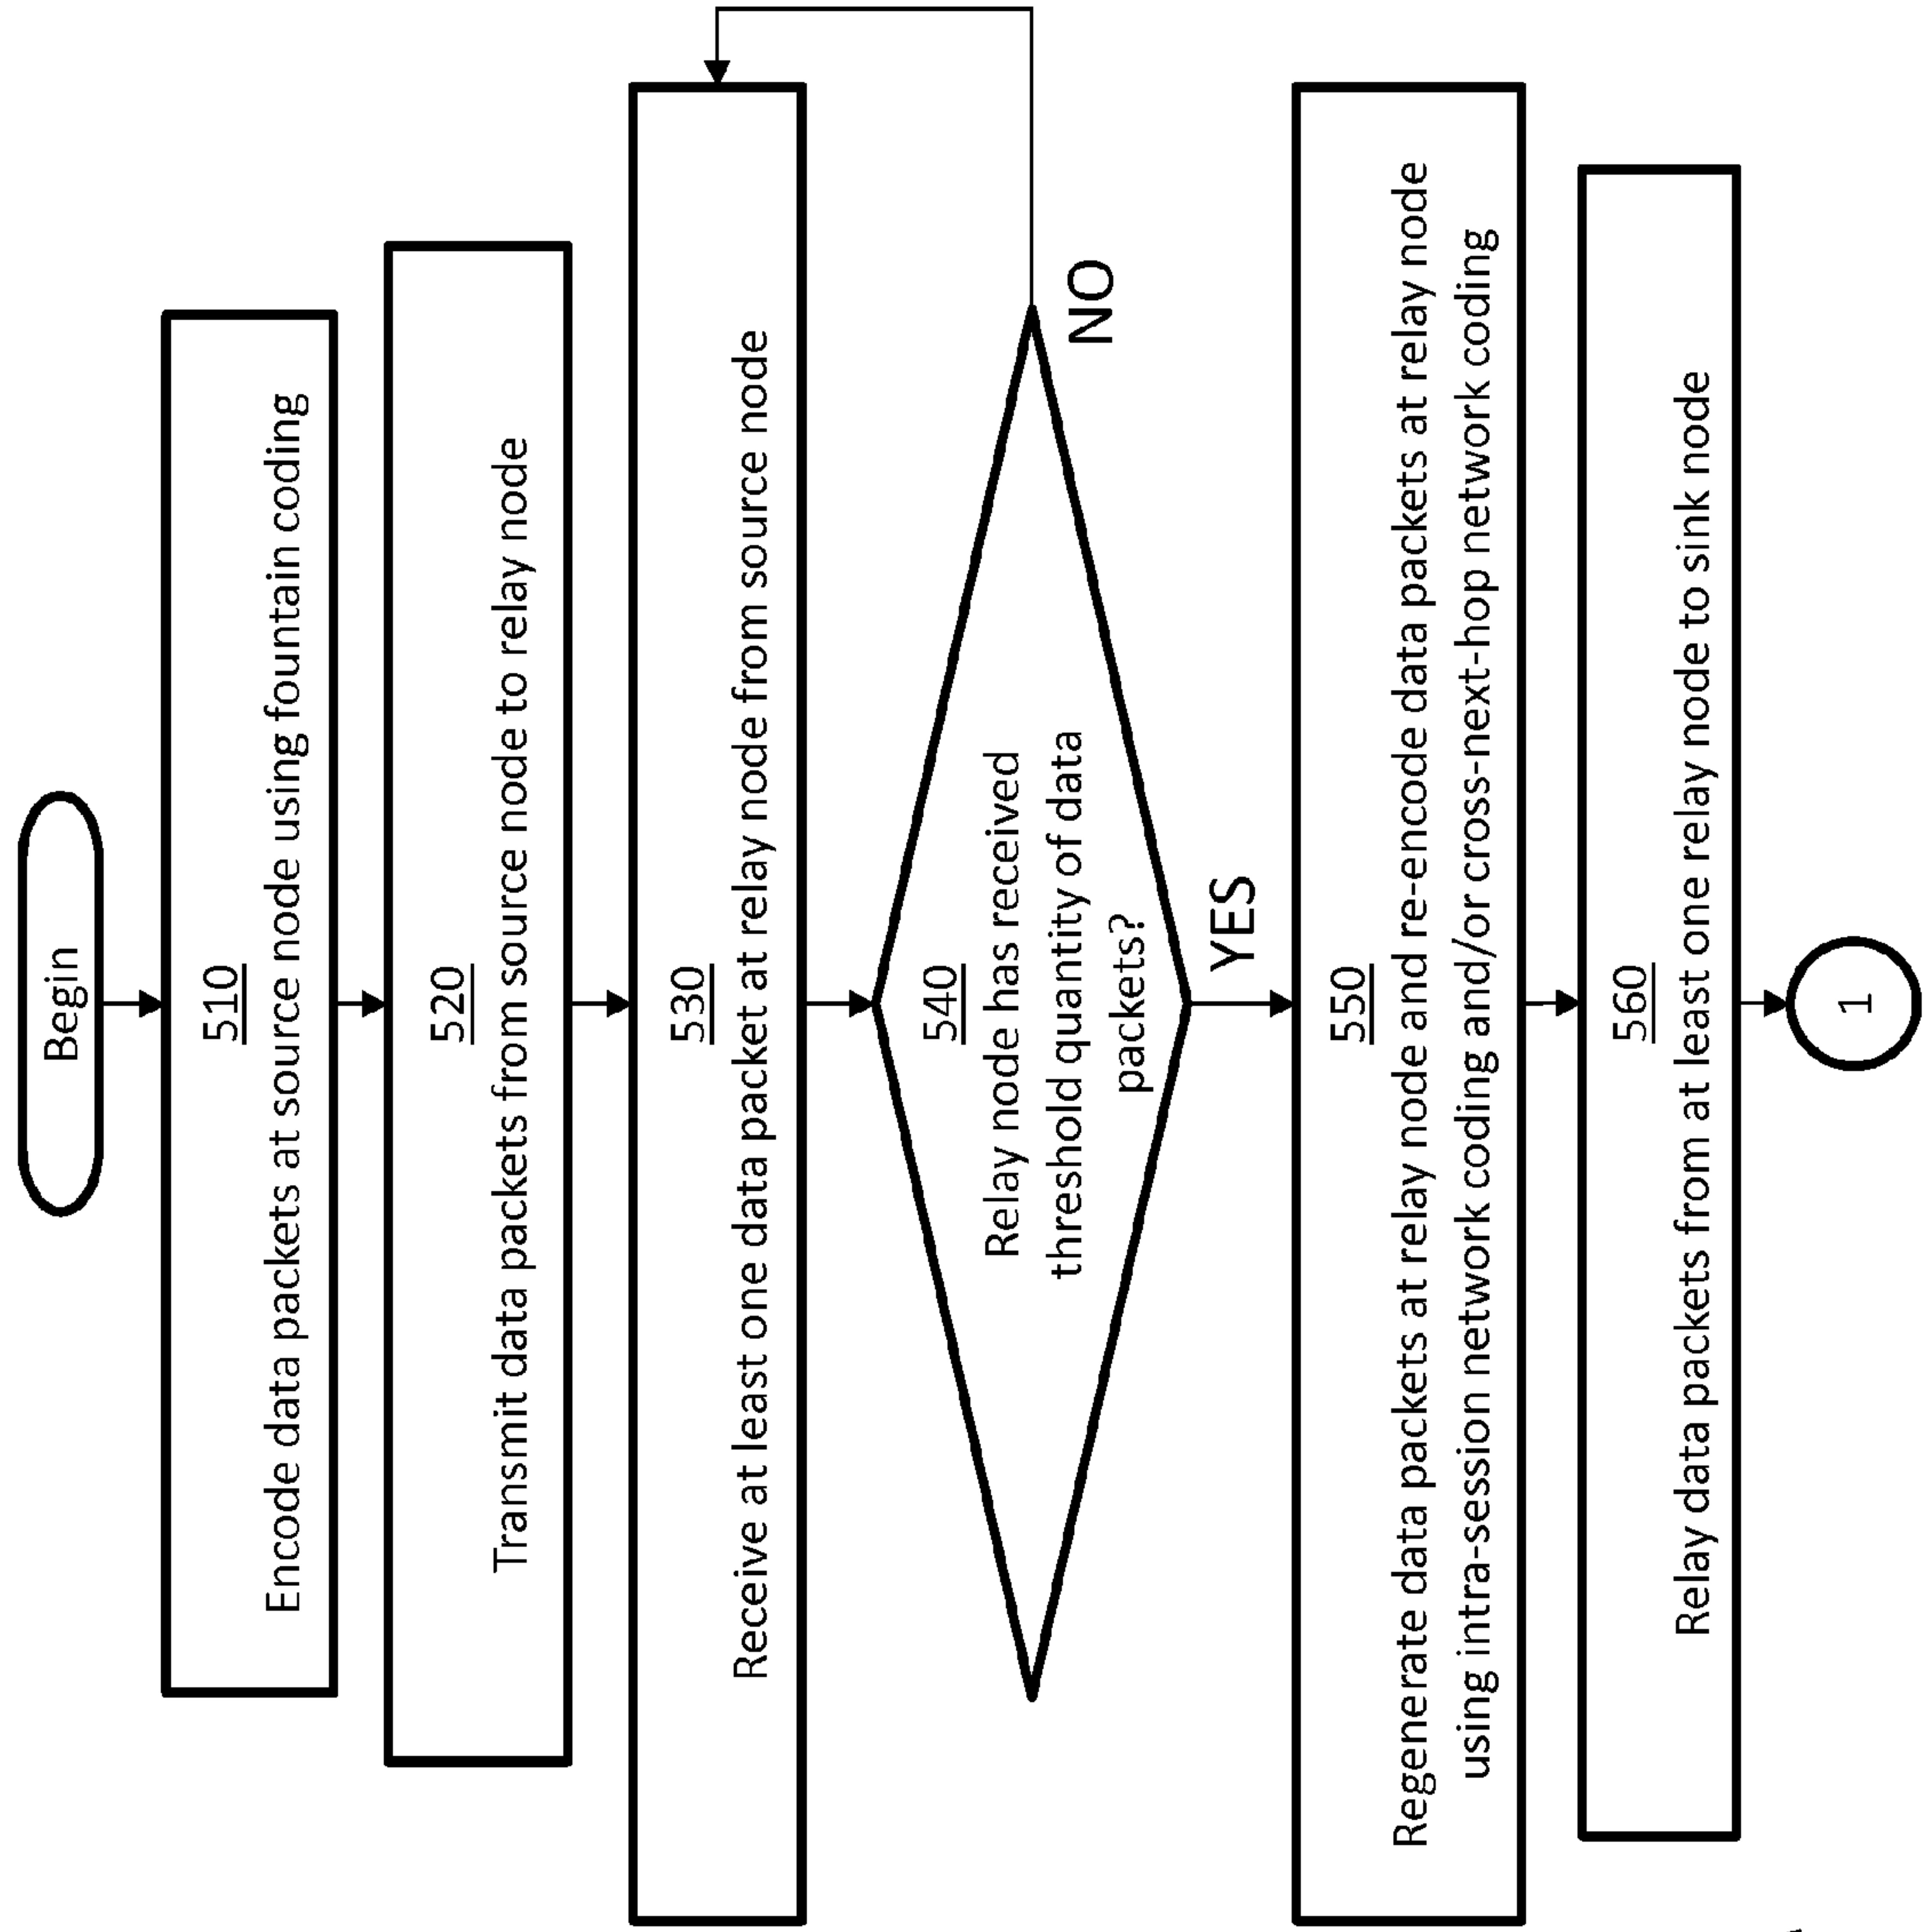 Begin
510
Encode data packets at source node using fountain coding
520
Transmit data packets from source node to relay node
530
Receive at least one data packet at relay node from source node
540
Relay node has received
threshold quantity of data
packets?
NO
YES
550
Regenerate data packets at relay node and re-encode data packets at relay node
using intra-session network coding and/or cross-next-hop network coding
560
Relay data packets from at least one relay node to sink node
1